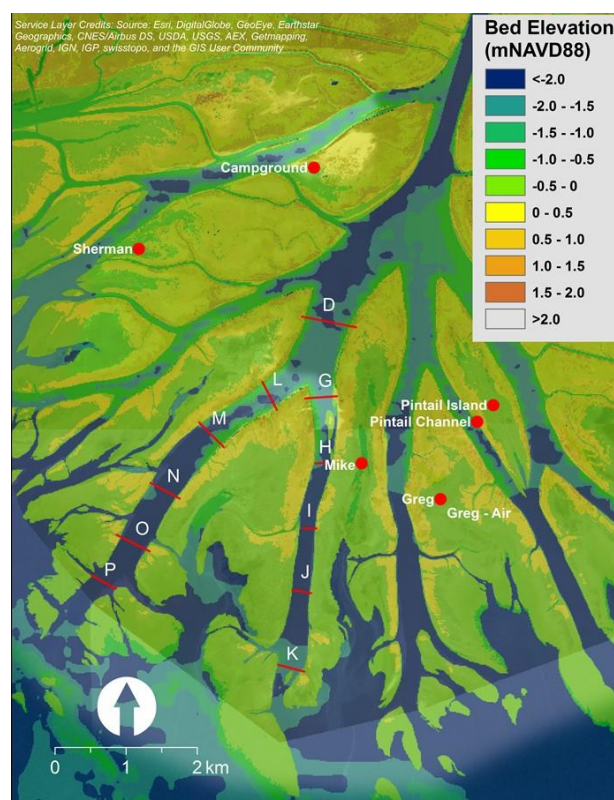 Service Layer Credits: Source: Esri, DigitalGlobe, GeoEye, Earthstar
Geographics, CNES/Airbus DS, USDA, USGS, AEX, Getmapping,
Aerogrid, IGN, IGP, swisstopo, and the GIS User Community
Bed Elevation
(mNAVD88)
<-2.0
-2.0 - -1.5
-1.5 - -1.0
-1.0 - -0.5
-0.5 - 0
0 - 0.5
0.5 - 1.0
1.0 - 1.5
1.5 - 2.0
>2.0
Campground
Sherman
D
L
G
M
Pintail Island
Pintail Channel
H
Mike
N
Greg
Greg - Air
I
O
J
P
K
0 1 2 km